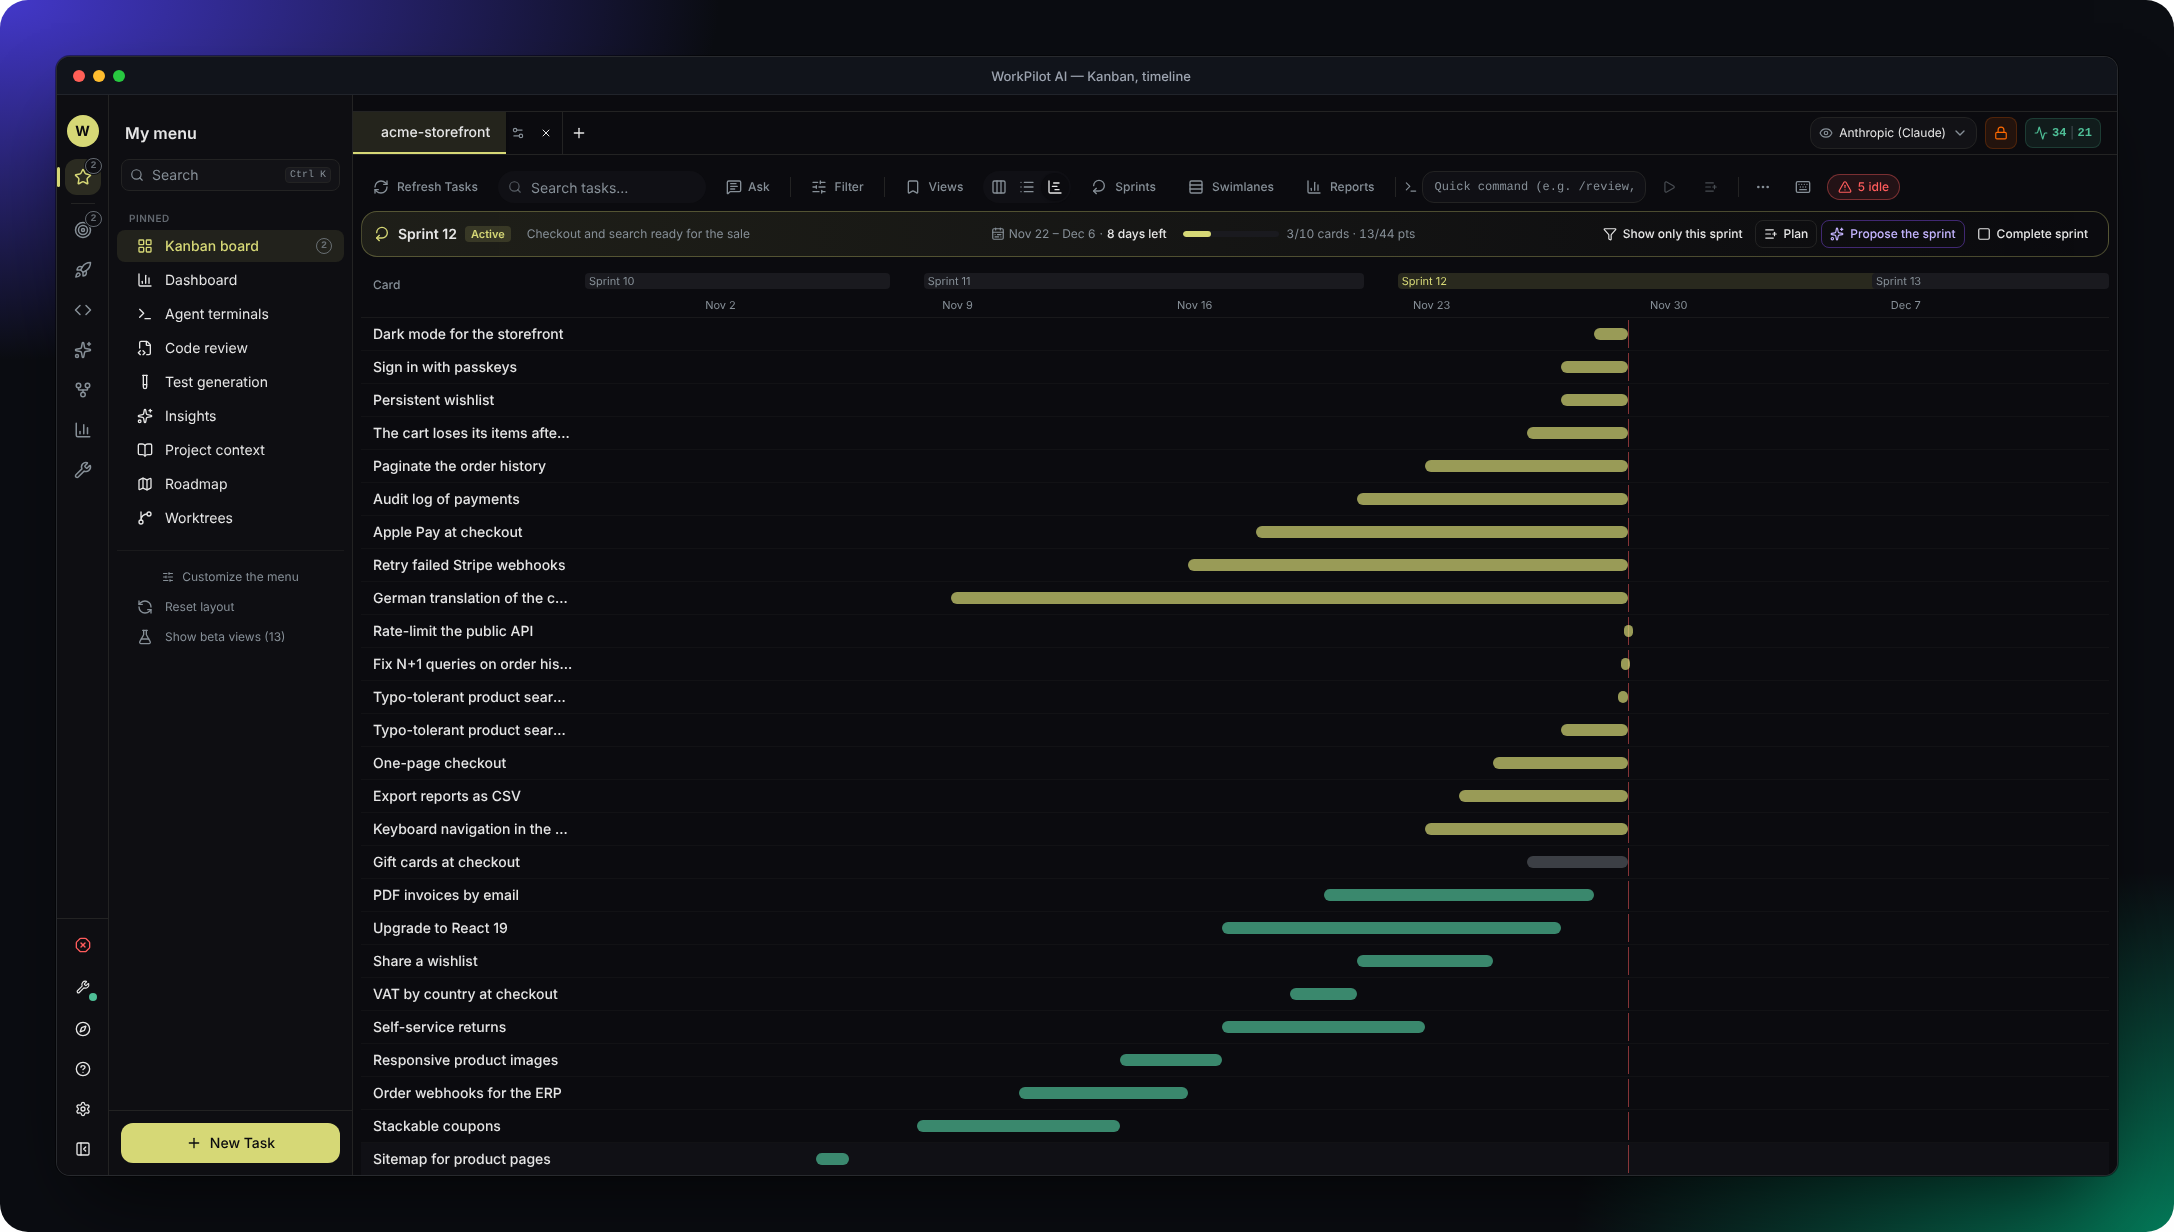 WorkPilot AI — Kanban, timeline
W
My menu
acme-storefront
Anthropic (Claude)
34 | 21
2
Search
Ctrl K
Refresh Tasks
Search tasks...
Ask
Filter
Views
Sprints
Swimlanes
Reports
Quick command (e.g. /review,
5 idle
2
PINNED
Kanban board
2
Dashboard
Agent terminals
Code review
Test generation
Insights
Project context
Roadmap
Worktrees
Customize the menu
Reset layout
Show beta views (13)
New Task
Sprint 12
Active
Checkout and search ready for the sale
Nov 22 – Dec 6 · 8 days left
3/10 cards · 13/44 pts
Show only this sprint
Plan
Propose the sprint
Complete sprint
Card
Sprint 10
Sprint 11
Sprint 12
Sprint 13
Nov 2
Nov 9
Nov 16
Nov 23
Nov 30
Dec 7
Dark mode for the storefront
Sign in with passkeys
Persistent wishlist
The cart loses its items afte...
Paginate the order history
Audit log of payments
Apple Pay at checkout
Retry failed Stripe webhooks
German translation of the c...
Rate-limit the public API
Fix N+1 queries on order his...
Typo-tolerant product sear...
Typo-tolerant product sear...
One-page checkout
Export reports as CSV
Keyboard navigation in the ...
Gift cards at checkout
PDF invoices by email
Upgrade to React 19
Share a wishlist
VAT by country at checkout
Self-service returns
Responsive product images
Order webhooks for the ERP
Stackable coupons
Sitemap for product pages